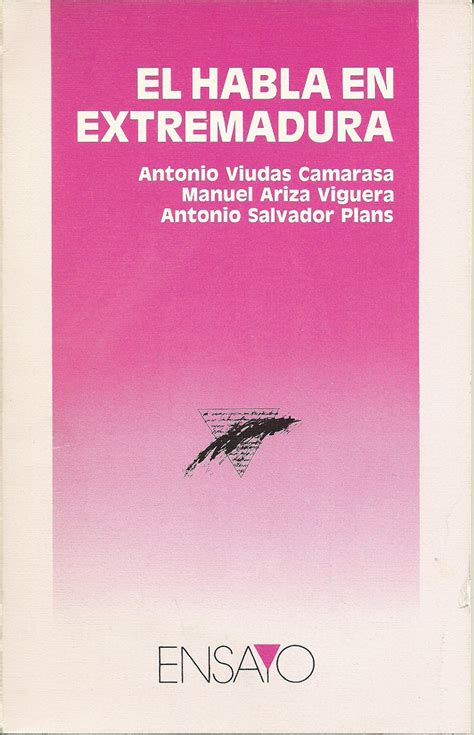 EL HABLA EN
EXTREMADURA
Antonio Viudas Camarasa
Manuel Ariza Viguera
Antonio Salvador Plans
ENSAYO